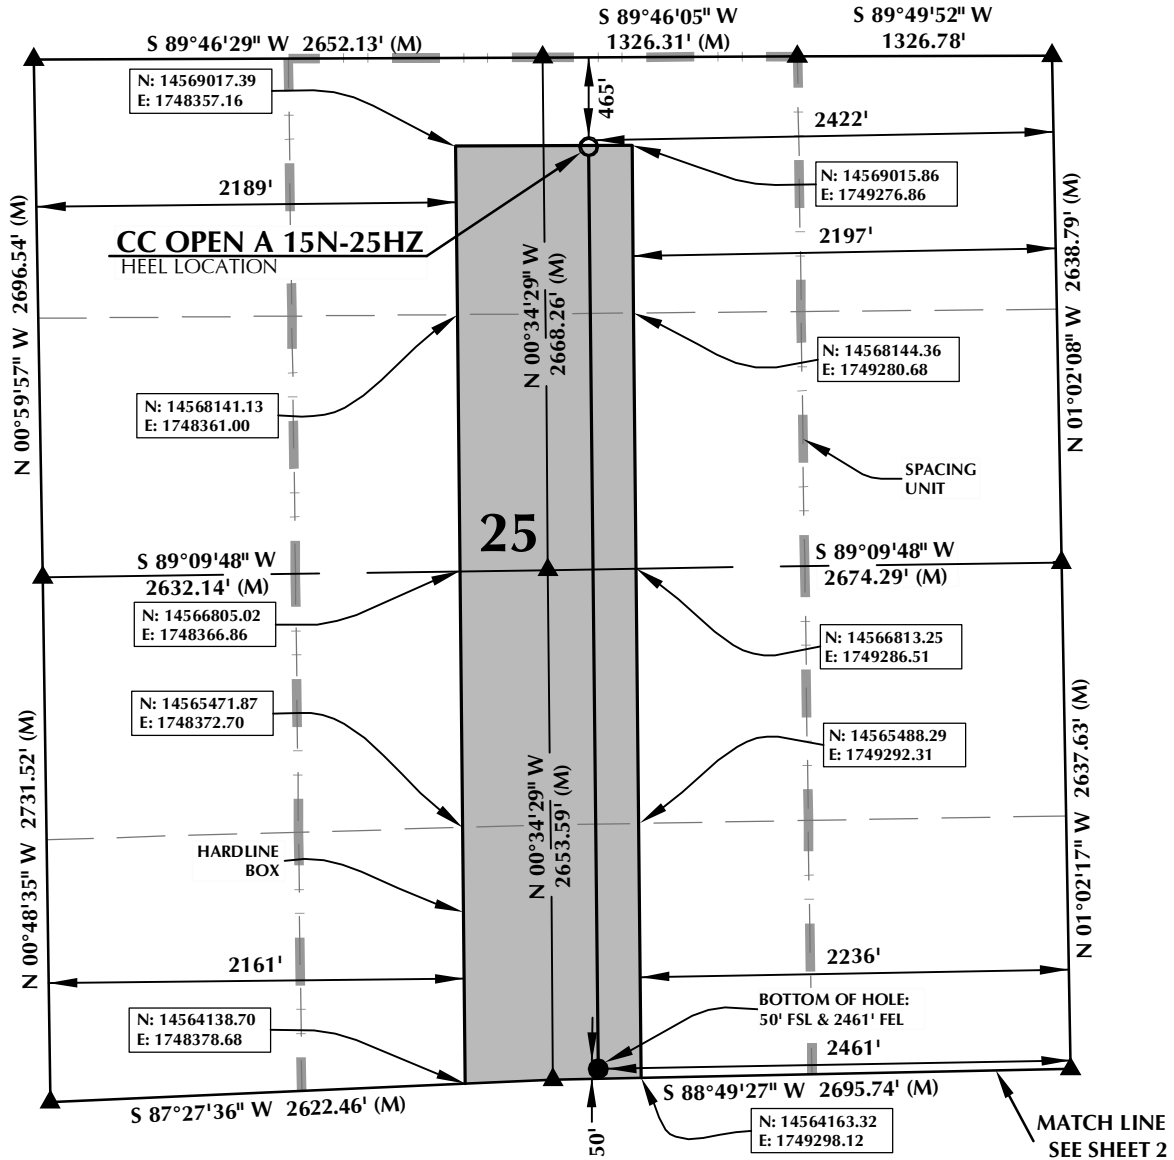 S 89°46'05" W
1326.31' (M)
S 89°49'52" W
1326.78'
S 89°46'29" W 2652.13' (M)
N: 14569017.39
E: 1748357.16
465'
2422'
N: 14569015.86
E: 1749276.86
2189'
CC OPEN A 15N-25HZ
HEEL LOCATION
2197'
N 00°59'57" W 2696.54' (M)
N 00°34'29" W
2668.26' (M)
N 01°02'08" W 2638.79' (M)
N: 14568144.36
E: 1749280.68
N: 14568141.13
E: 1748361.00
SPACING
UNIT
25
S 89°09'48" W
2632.14' (M)
S 89°09'48" W
2674.29' (M)
N: 14566805.02
E: 1748366.86
N: 14566813.25
E: 1749286.51
N: 14565471.87
E: 1748372.70
N: 14565488.29
E: 1749292.31
N 00°48'35" W 2731.52' (M)
N 00°34'29" W
2653.59' (M)
N 01°02'17" W 2637.63' (M)
HARDLINE
BOX
2161'
2236'
N: 14564138.70
E: 1748378.68
BOTTOM OF HOLE:
50' FSL & 2461' FEL
2461'
S 87°27'36" W 2622.46' (M)
S 88°49'27" W 2695.74' (M)
50'
N: 14564163.32
E: 1749298.12
MATCH LINE
SEE SHEET 2